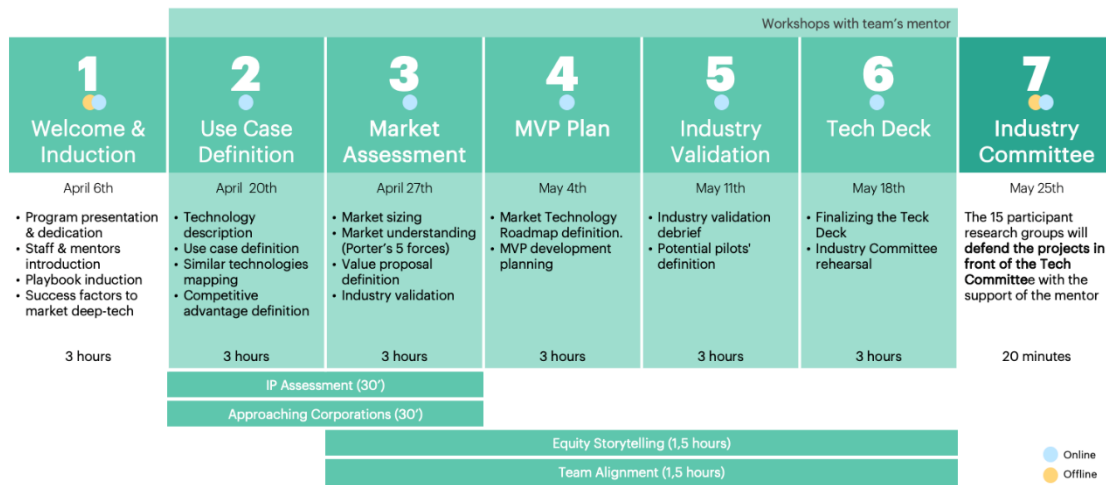 Workshops with team's mentor
1
Welcome &
Induction
April 6th
• Program presentation
& dedication
• Staff & mentors
introduction
• Playbook induction
• Success factors to
market deep-tech
3 hours
2
Use Case
Definition
April 20th
• Technology
description
• Use case definition
• Similar technologies
mapping
• Competitive
advantage definition
3 hours
3
Market
Assessment
April 27th
• Market sizing
• Market understanding
(Porter's 5 forces)
• Value proposal
definition
• Industry validation
3 hours
4
MVP Plan
May 4th
• Market Technology
Roadmap definition.
• MVP development
planning
3 hours
5
Industry
Validation
May 11th
• Industry validation
debrief
• Potential pilots'
definition
3 hours
6
Tech Deck
May 18th
• Finalizing the Teck
Deck
• Industry Committee
rehearsal
3 hours
7
Industry
Committee
May 25th
The 15 participant
research groups will
defend the projects in
front of the Tech
Committee with the
support of the mentor
20 minutes
IP Assessment (30')
Approaching Corporations (30')
Equity Storytelling (1,5 hours)
Team Alignment (1,5 hours)
Online
Offline